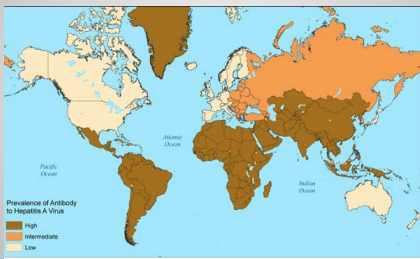 Atlantic
Ocean
Pacific
Ocean
Indian
Ocean
Prevalence of Antibody
to Hepatitis A Virus
High
Intermediate
Low